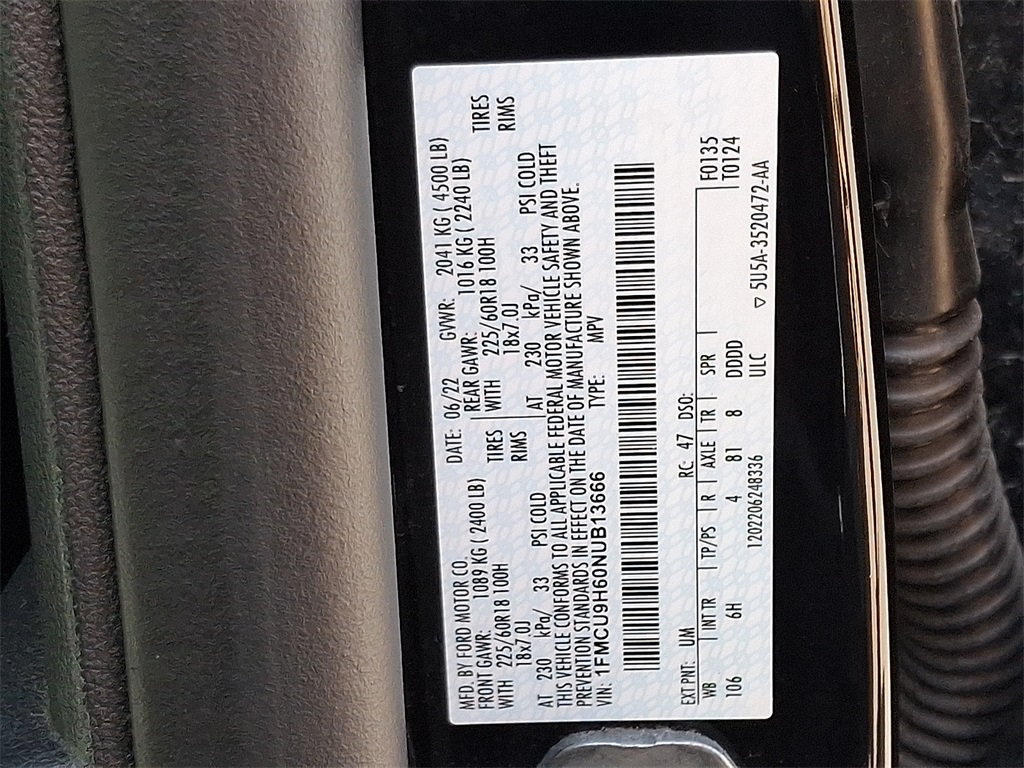 MFD. BY FORD MOTOR CO. DATE: 06/22 GVWR: 2041 KG ( 4500 LB)
FRONT GAWR: 1089 KG ( 2400 LB) REAR GAWR: 1016 KG ( 2240 LB)
WITH 225/60R18 100H TIRES WITH 225/60R18 100H TIRES
18x7.0J RIMS 18x7.0J RIMS
AT 230 kPa/ 33 PSI COLD AT 230 kPa/ 33 PSI COLD
THIS VEHICLE CONFORMS TO ALL APPLICABLE FEDERAL MOTOR VEHICLE SAFETY AND THEFT
PREVENTION STANDARDS IN EFFECT ON THE DATE OF MANUFACTURE SHOWN ABOVE.
VIN: 1FMCU9H60NUB13666 TYPE: MPV
EXT PNT: UM RC: 47 DSO:
WB INT TR TP/PS R AXLE TR SPR F0135
106 6H 4 81 8 DDDD T0124
1202206248336 ULC ▽ 5U5A-3520472-AA